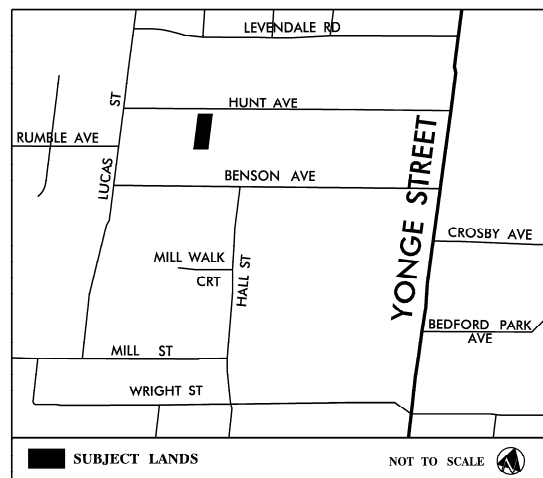 LEVENDALE RD
HUNT AVE
LUCAS ST
RUMBLE AVE
BENSON AVE
YONGE STREET
CROSBY AVE
MILL WALK
CRT
HALL ST
BEDFORD PARK
AVE
MILL ST
WRIGHT ST
SUBJECT LANDS
NOT TO SCALE